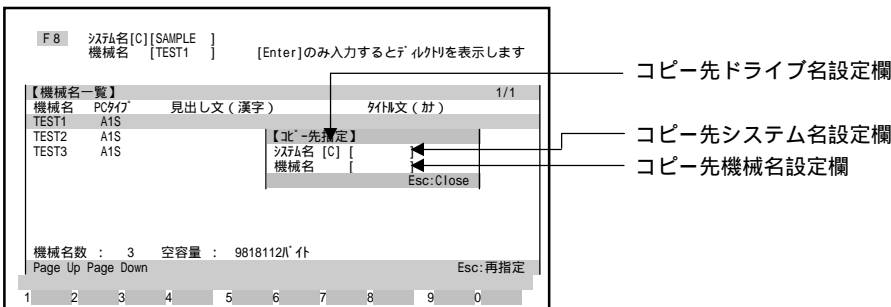 F8 ｼｽﾃﾑ名[C][SAMPLE ]
機械名 [TEST1 ] [Enter]のみ入力するとﾃﾞｨﾚｸﾄﾘを表示します
コピー先ドライブ名設定欄
【機械名一覧】 1/1
機械名 PCﾀｲﾌﾟ 見出し文(漢字) ﾀｲﾄﾙ文(ｶﾅ)
TEST1 A1S
TEST2 A1S 【ｺﾋﾟｰ先指定】
コピー先システム名設定欄
TEST3 A1S ｼｽﾃﾑ名 [C] [ ]
機械名 [ ]
コピー先機械名設定欄
Esc:Close
機械名数 : 3 空容量 : 9818112ﾊﾞｲﾄ
Page Up Page Down Esc:再指定
1 2 3 4 5 6 7 8 9 0